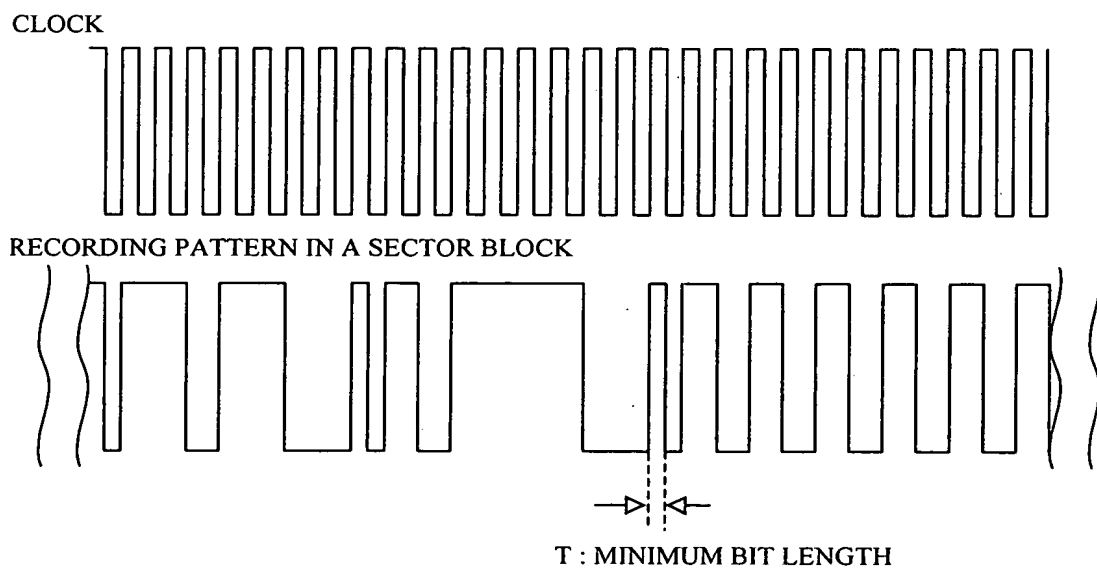 CLOCK
RECORDING PATTERN IN A SECTOR BLOCK
T : MINIMUM BIT LENGTH